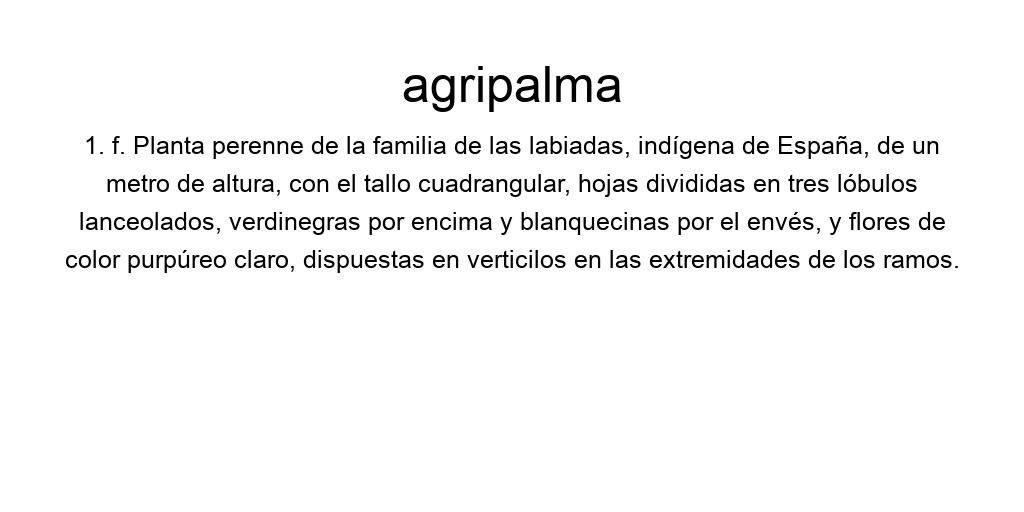 agripalma
1. f. Planta perenne de la familia de las labiadas, indígena de España, de un
metro de altura, con el tallo cuadrangular, hojas divididas en tres lóbulos
lanceolados, verdinegras por encima y blanquecinas por el envés, y flores de
color purpúreo claro, dispuestas en verticilos en las extremidades de los ramos.